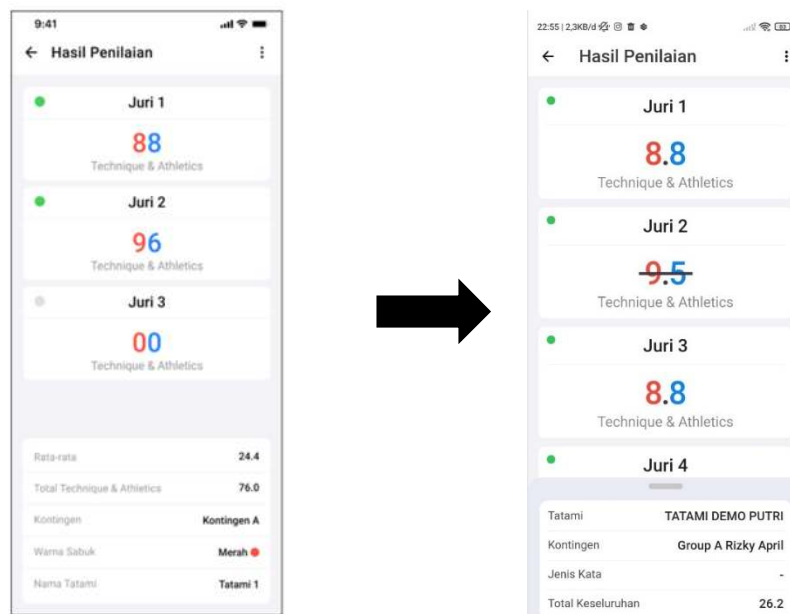 9:41
Hasil Penilaian
Juri 1
88
Technique & Athletics
Juri 2
96
Technique & Athletics
Juri 3
00
Technique & Athletics
Rata-rata 24.4
Total Technique & Athletics 76.0
Kontingen Kontingen A
Warna Sabuk Merah
Nama Tatami Tatami 1
22:55 | 2,3KB/d
Hasil Penilaian
Juri 1
8.8
Technique & Athletics
Juri 2
9.5
Technique & Athletics
Juri 3
8.8
Technique & Athletics
Juri 4
Tatami TATAMI DEMO PUTRI
Kontingen Group A Rizky April
Jenis Kata -
Total Keseluruhan 26.2